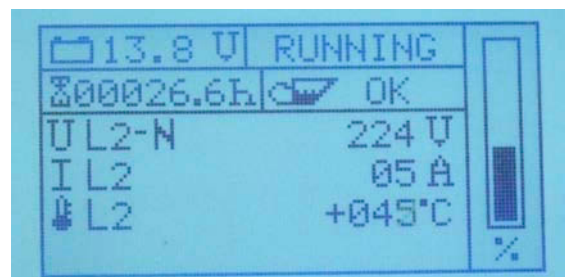 13.8 V RUNNING
00026.6h OK
U L2-N 224 V
I L2 05 A
L2 +045°C
%